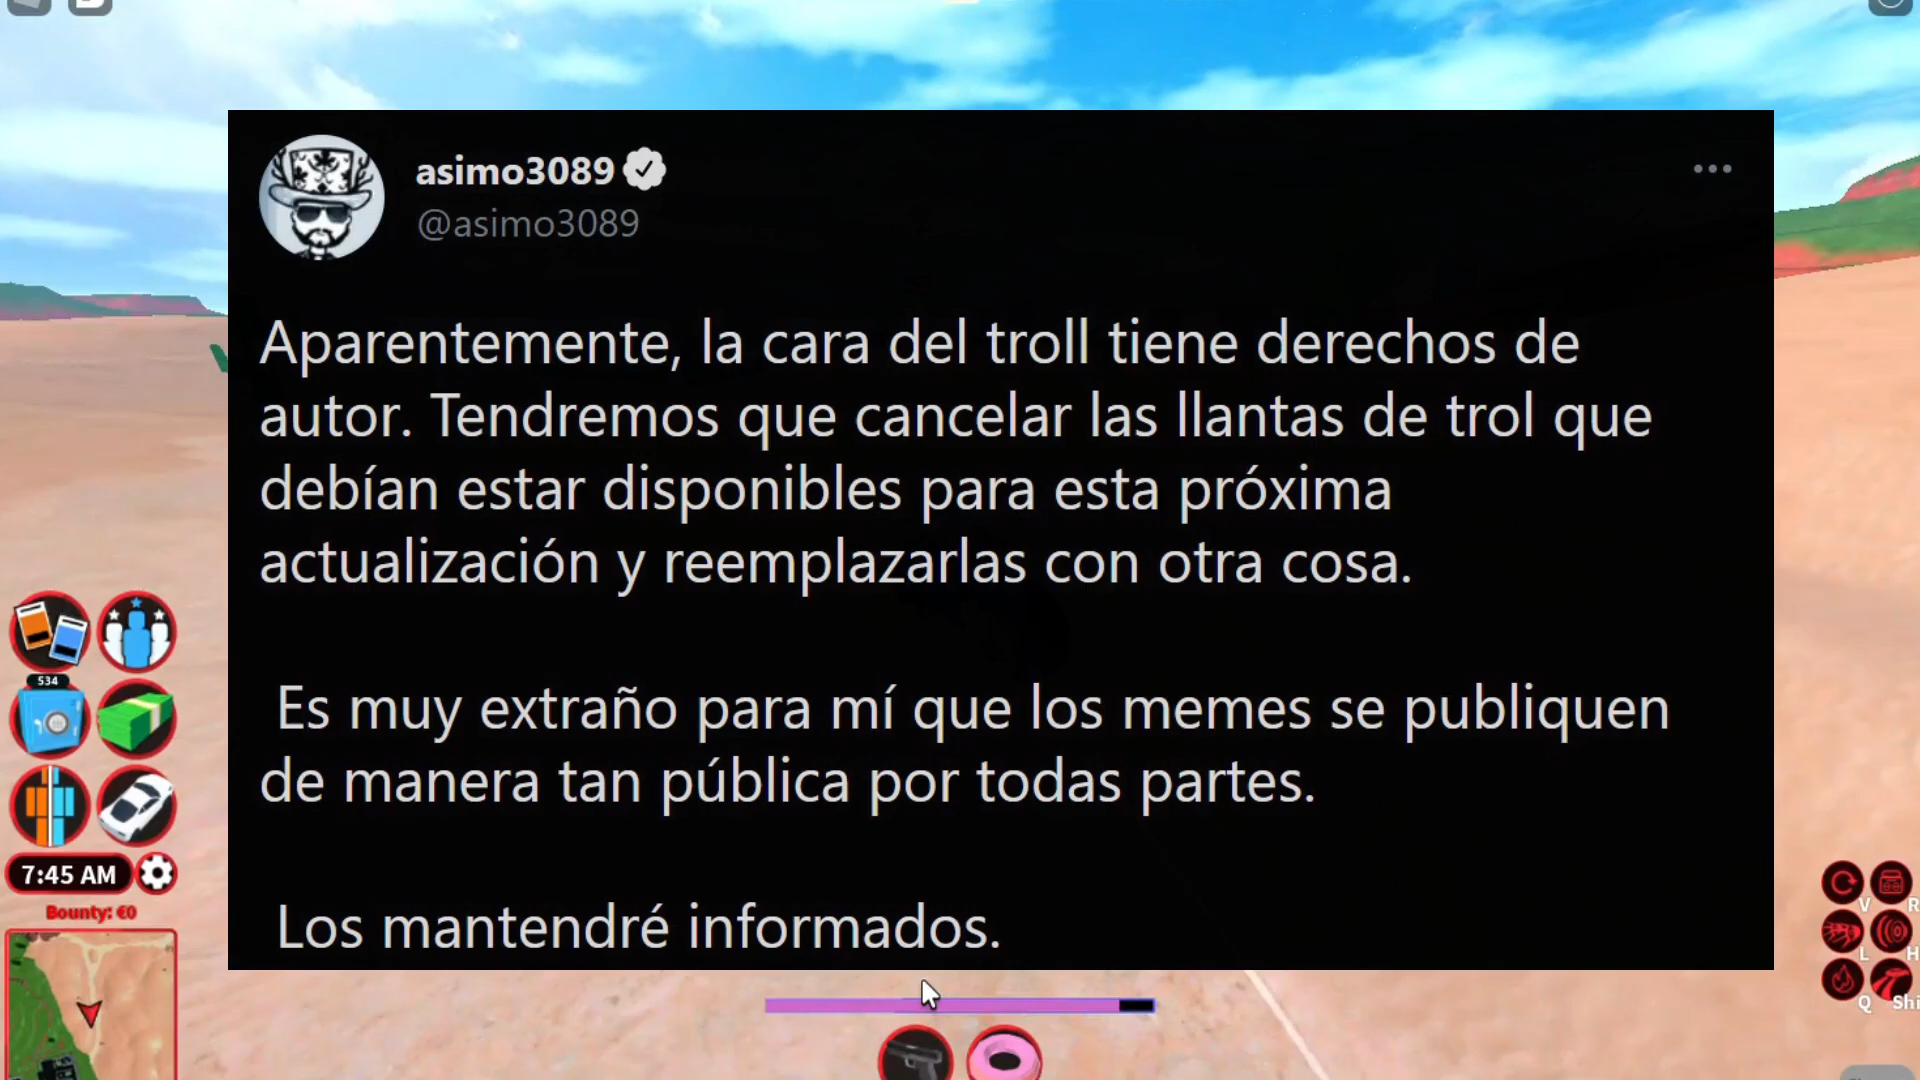 asimo3089
@asimo3089
Aparentemente, la cara del troll tiene derechos de
autor. Tendremos que cancelar las llantas de trol que
debían estar disponibles para esta próxima
actualización y reemplazarlas con otra cosa.
Es muy extraño para mí que los memes se publiquen
de manera tan pública por todas partes.
Los mantendré informados.
534
7:45 AM
Bounty: €0
V
R
L
H
Q
Shi